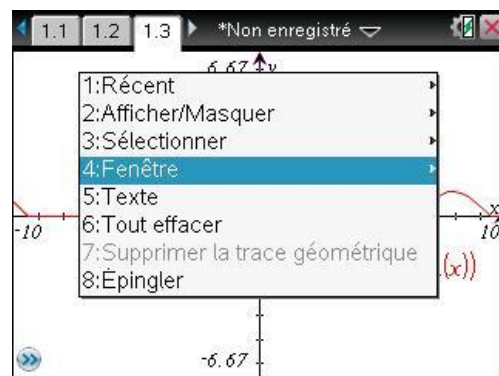 1.1 1.2 1.3 *Non enregistré
6.67 y
1:Récent
2:Afficher/Masquer
3:Sélectionner
4:Fenêtre
5:Texte
6:Tout effacer
7:Supprimer la trace géométrique
8:Épingler
-10
x
10
(x))
-6.67